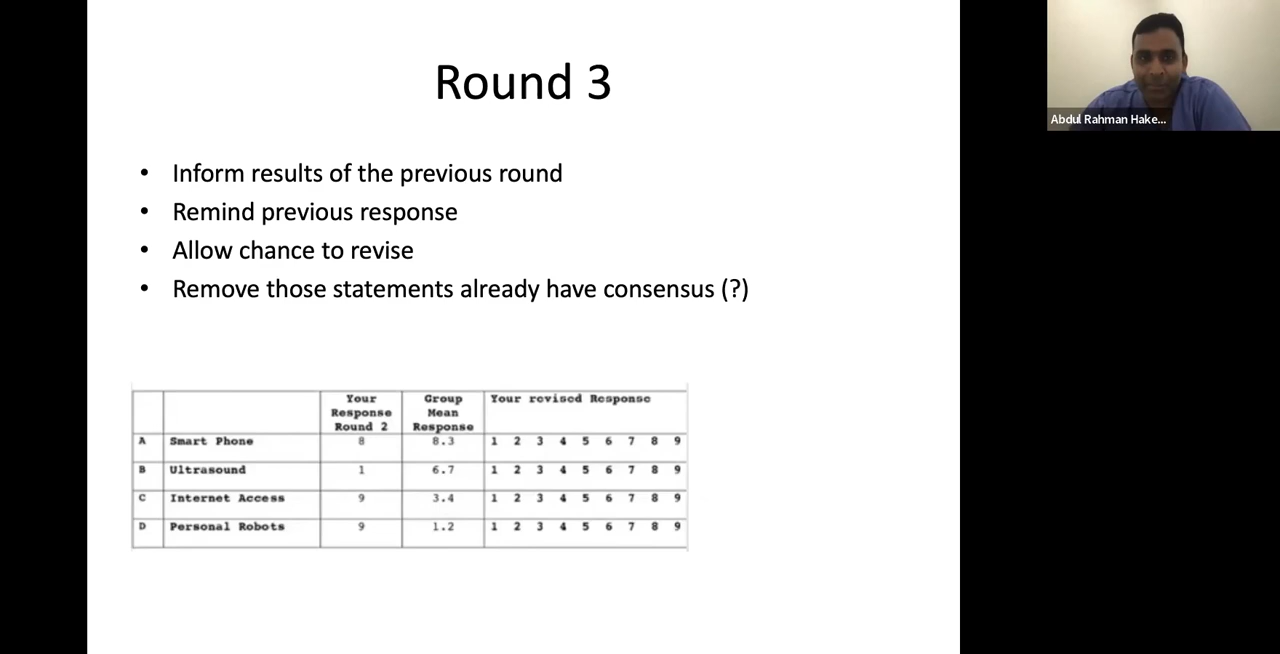 Round 3
• Inform results of the previous round
• Remind previous response
• Allow chance to revise
• Remove those statements already have consensus (?)
Your Response Round 2 Group Mean Response Your revised Response
A Smart Phone 8 8.3 1 2 3 4 5 6 7 8 9
B Ultrasound 1 6.7 1 2 3 4 5 6 7 8 9
C Internet Access 9 3.4 1 2 3 4 5 6 7 8 9
D Personal Robots 9 1.2 1 2 3 4 5 6 7 8 9
Abdul Rahman Hake...